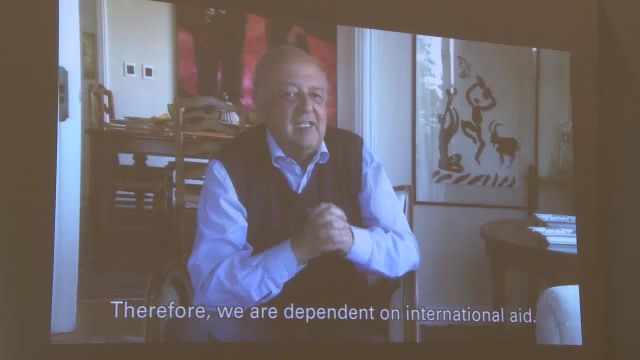 Therefore, we are dependent on international aid.